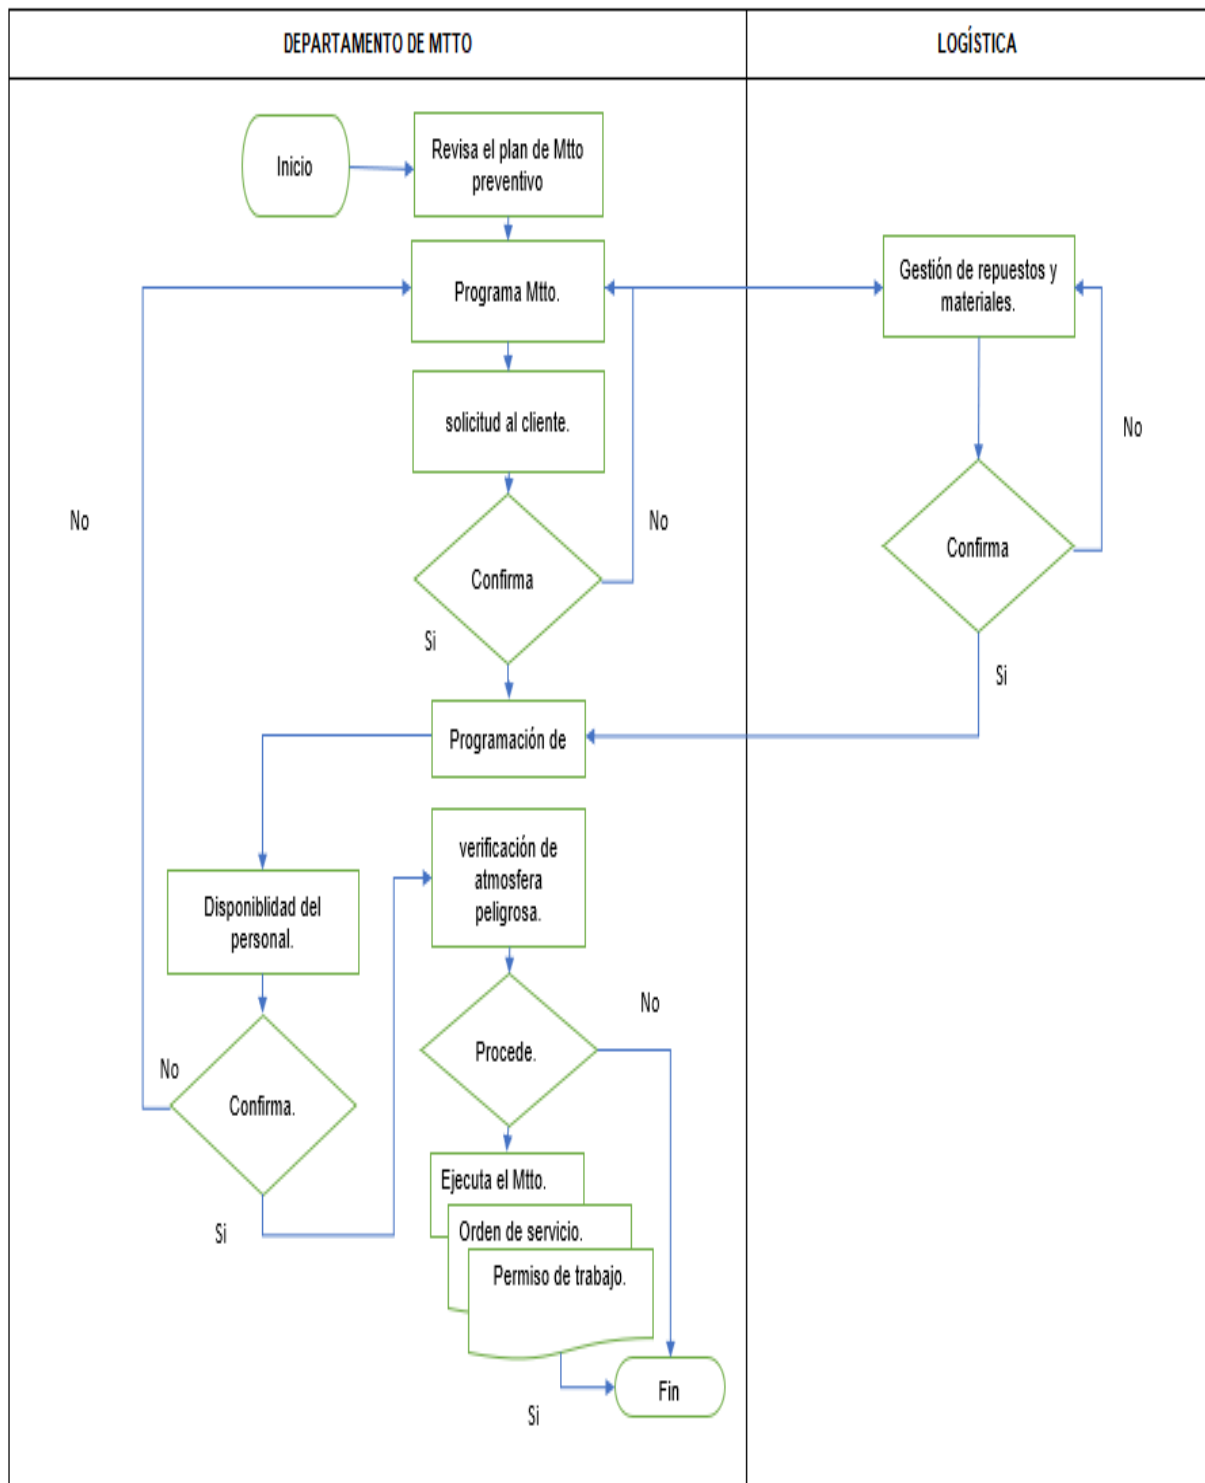 DEPARTAMENTO DE MTTO
LOGÍSTICA
Inicio
Revisa el plan de Mtto
preventivo
Programa Mtto.
Gestión de repuestos y
materiales.
solicitud al cliente.
No
No
No
Confirma
Confirma
Si
Si
Programación de
verificación de
atmosfera
peligrosa.
Disponiblidad del
personal.
No
Procede.
No
Confirma.
Ejecuta el Mtto.
Si
Orden de servicio.
Permiso de trabajo.
Fin
Si